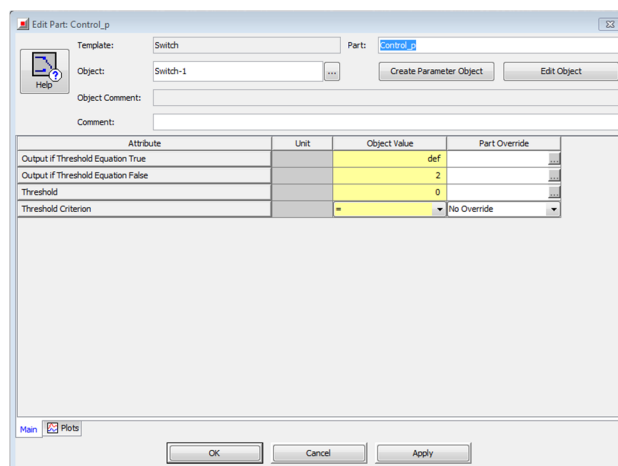 Edit Part: Control_p
Template: Switch Part: Control_p
Help
Object: Switch-1 ... Create Parameter Object Edit Object
Object Comment:
Comment:
Attribute Unit Object Value Part Override
Output if Threshold Equation True def ...
Output if Threshold Equation False 2 ...
Threshold 0 ...
Threshold Criterion = No Override
Main Plots
OK Cancel Apply